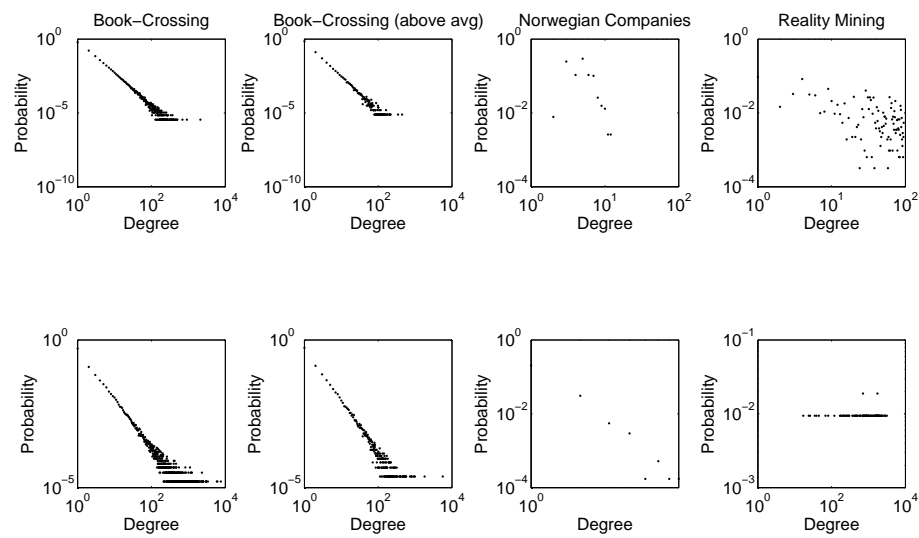 Book−Crossing
Book−Crossing (above avg)
Norwegian Companies
Reality Mining
10^0
10^−5
10^−10
Probability
10^0
10^2
10^4
Degree
10^0
10^−5
10^−10
Probability
10^0
10^2
10^4
Degree
10^0
10^−2
10^−4
Probability
10^0
10^1
10^2
Degree
10^0
10^−2
10^−4
Probability
10^0
10^1
10^2
Degree
10^0
10^−5
Probability
10^0
10^2
10^4
Degree
10^0
10^−5
Probability
10^0
10^2
10^4
Degree
10^0
10^−2
10^−4
Probability
10^0
Degree
10^−1
10^−2
10^−3
Probability
10^0
10^2
10^4
Degree